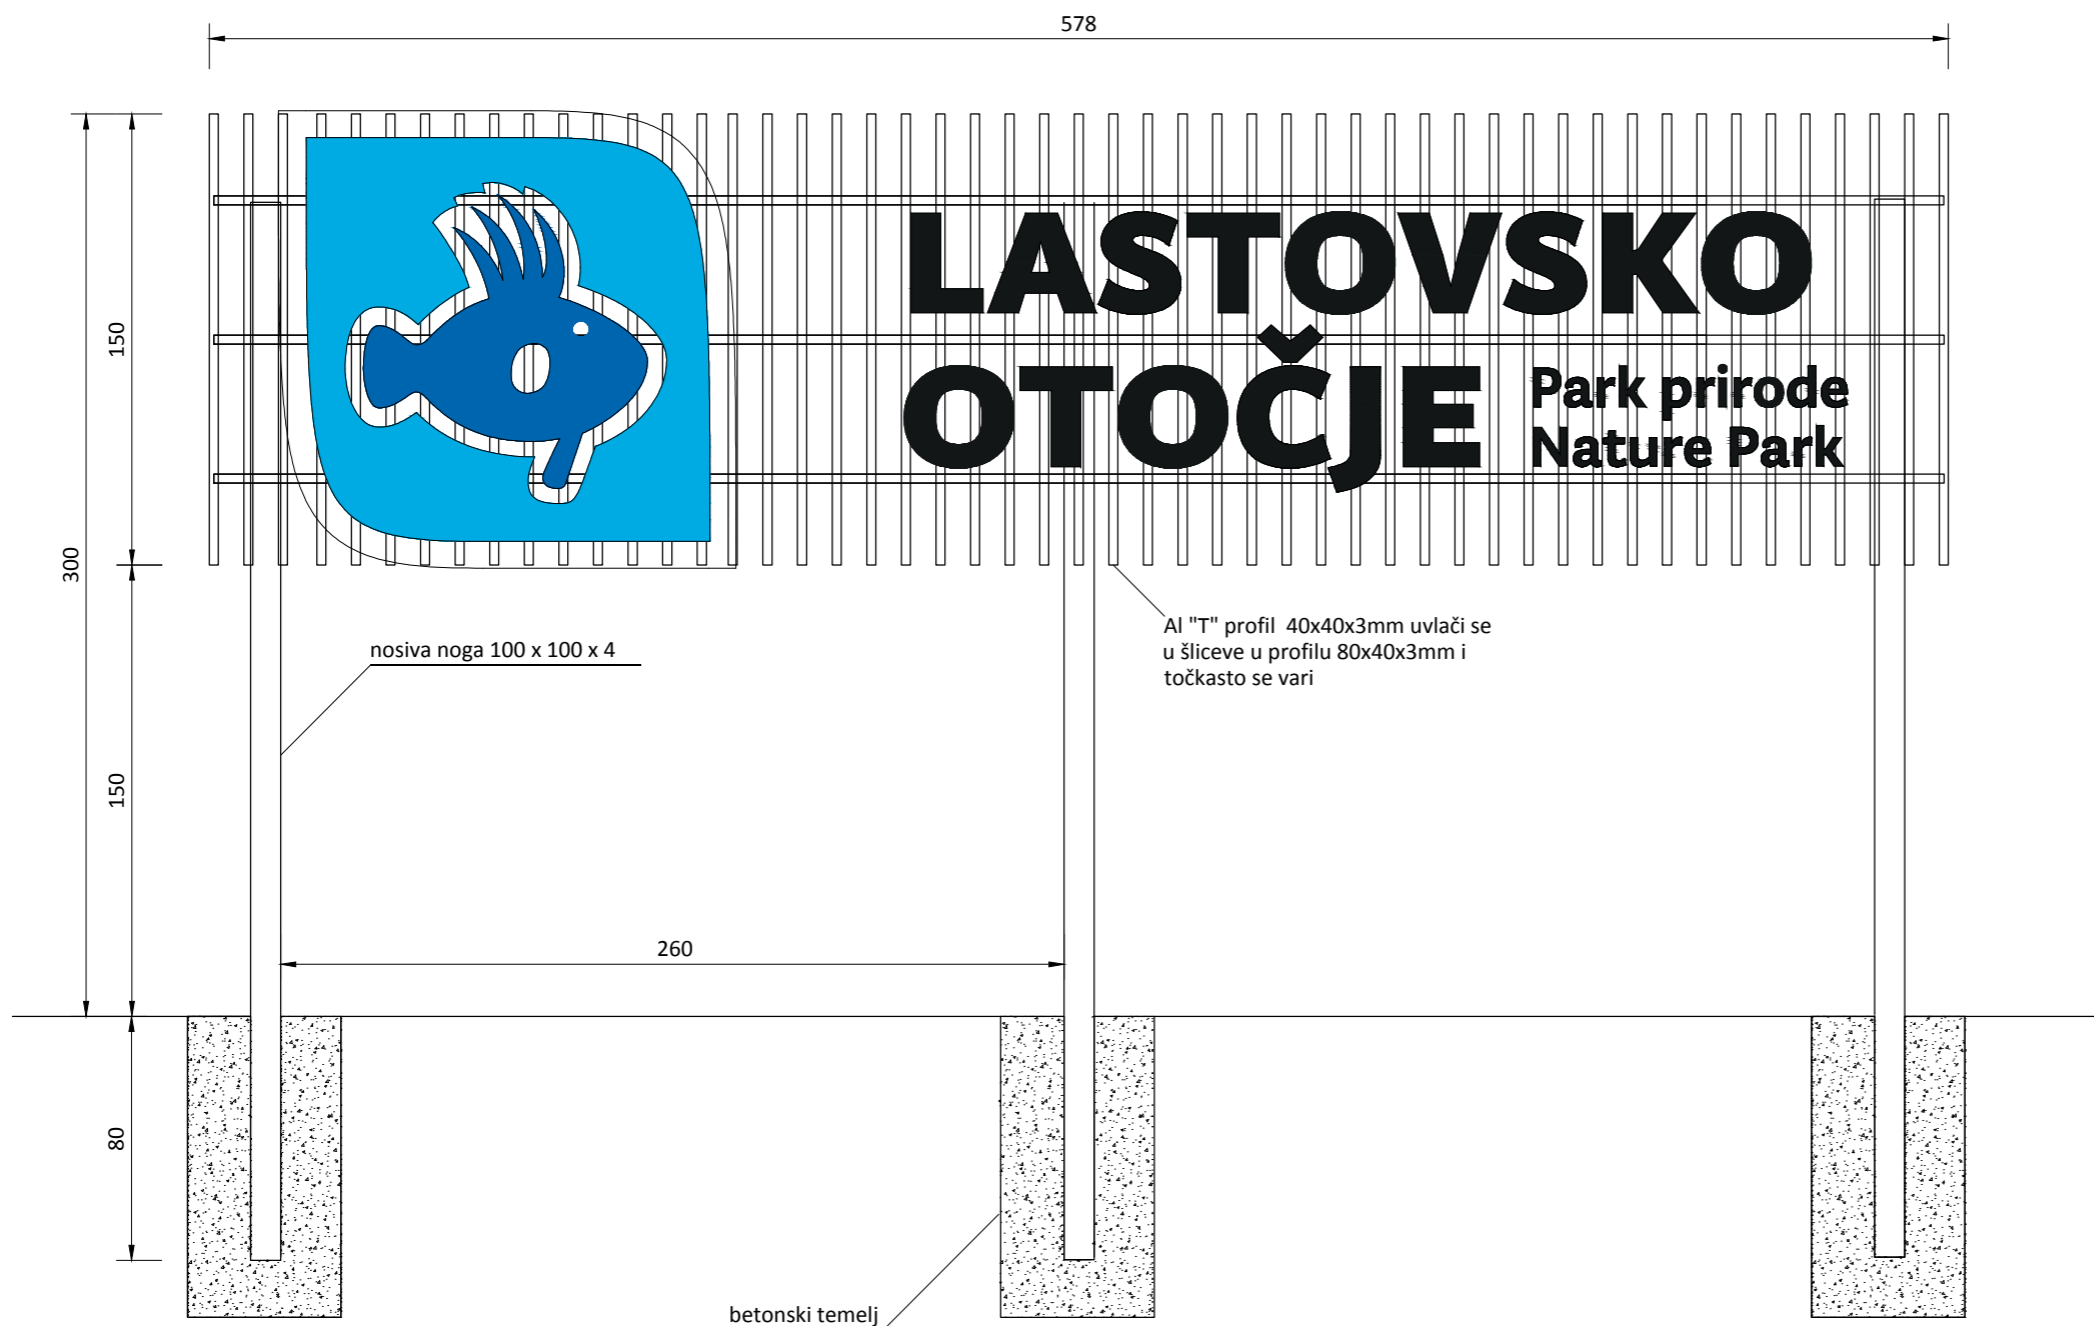 578
LASTOVSKO
OTOČJE
Park prirode
Nature Park
150
300
Al "T" profil 40x40x3mm uvlači se
u šliceve u profilu 80x40x3mm i
točkasto se vari
nosiva noga 100 x 100 x 4
150
260
80
betonski temelj